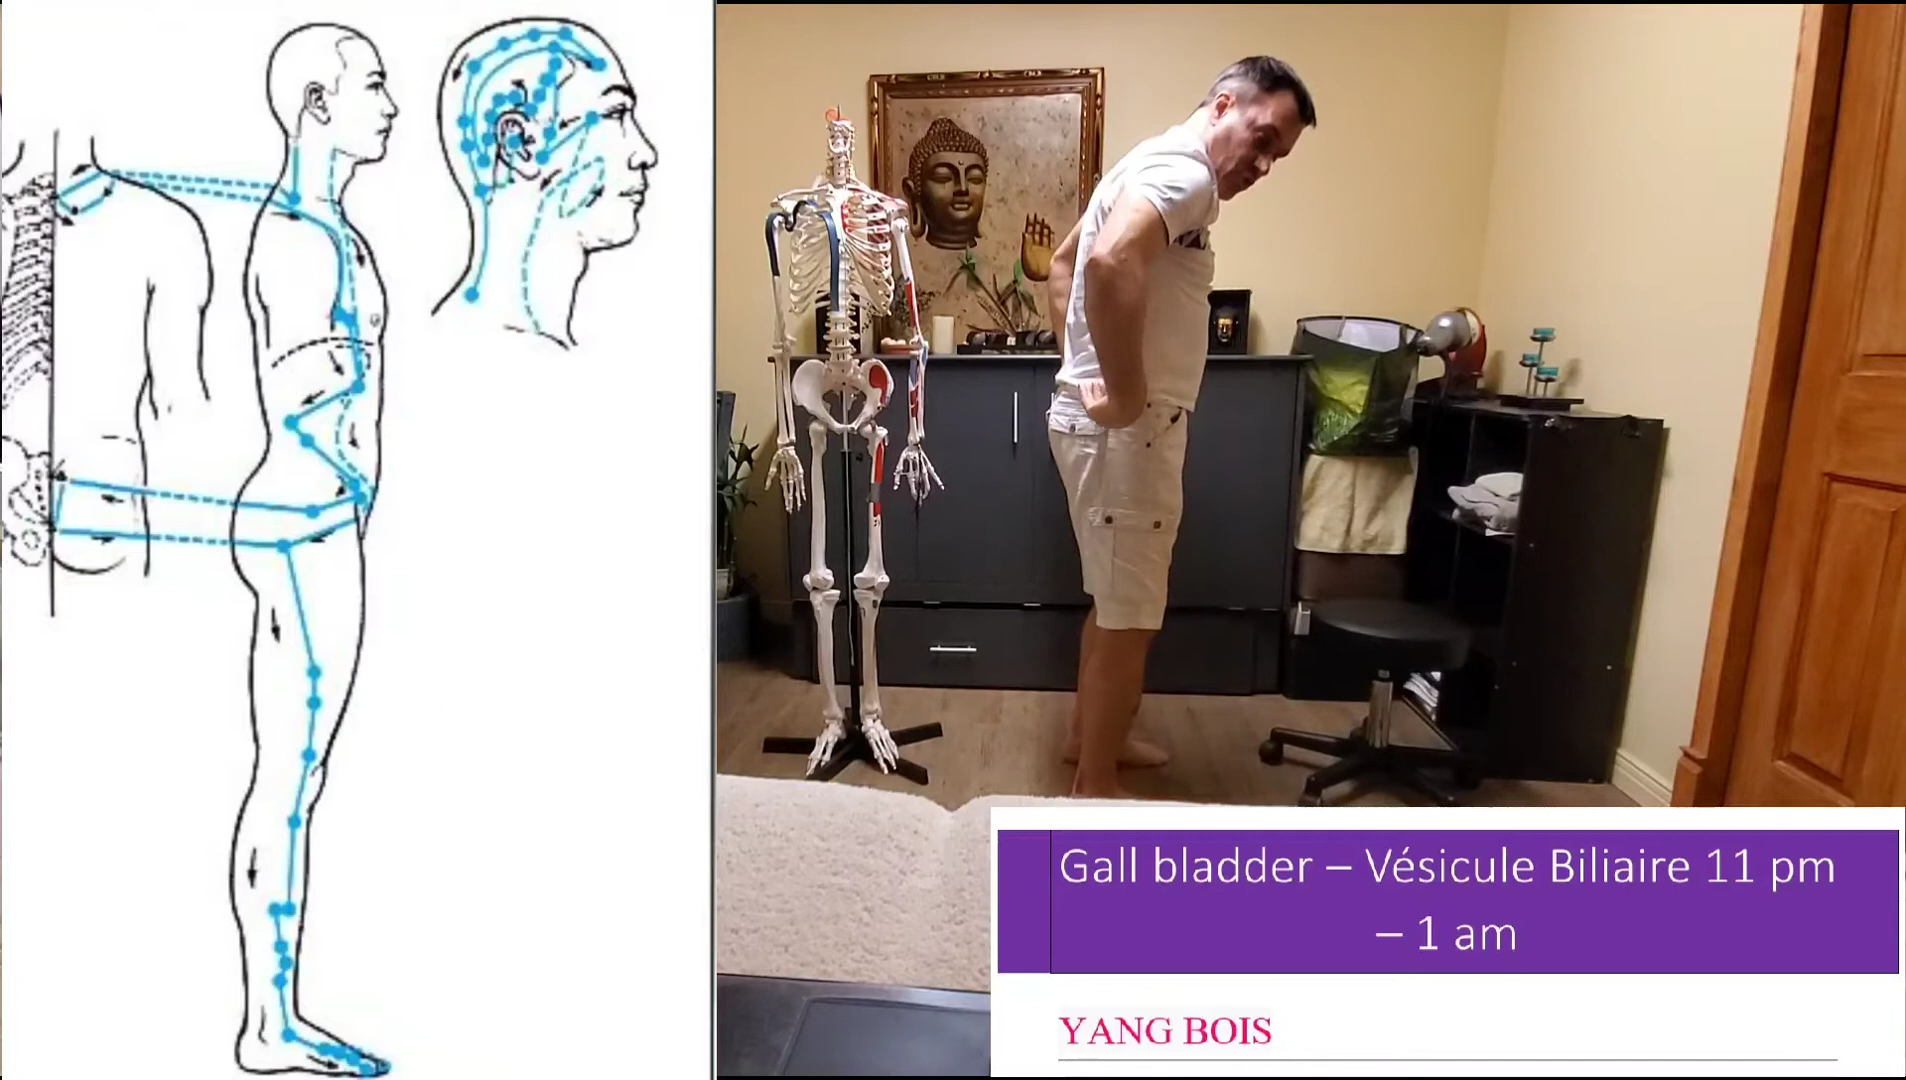 Gall bladder – Vésicule Biliaire 11 pm
– 1 am
YANG BOIS